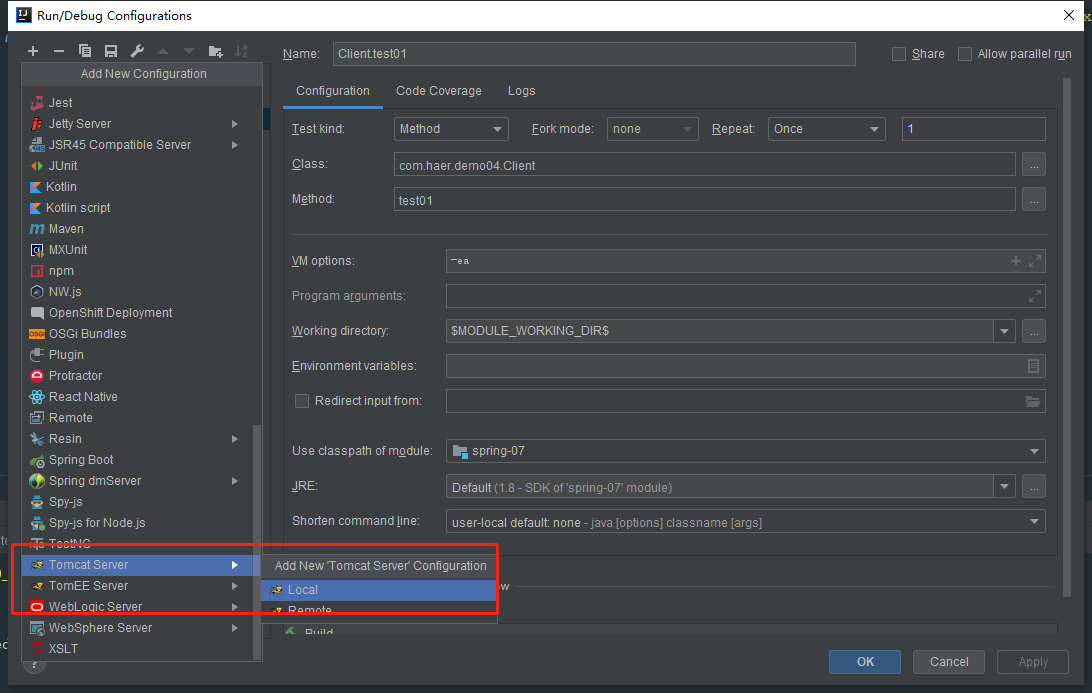 Run/Debug Configurations
Add New Configuration
Jest
Jetty Server
JSR45 Compatible Server
JUnit
Kotlin
Kotlin script
Maven
MXUnit
npm
NW.js
OpenShift Deployment
OSGi Bundles
Plugin
Protractor
React Native
Remote
Resin
Spring Boot
Spring dmServer
Spy-js
Spy-js for Node.js
TestNG
Tomcat Server
TomEE Server
WebLogic Server
WebSphere Server
XSLT
Add New 'Tomcat Server' Configuration
Local
Remote
Name: Client.test01
Share Allow parallel run
Configuration Code Coverage Logs
Test kind: Method Fork mode: none Repeat: Once 1
Class: com.haer.demo04.Client ...
Method: test01 ...
VM options: -ea
Program arguments:
Working directory: $MODULE_WORKING_DIR$ ...
Environment variables:
Redirect input from:
Use classpath of module: spring-07
JRE: Default (1.8 - SDK of 'spring-07' module) ...
Shorten command line: user-local default: none - java [options] classname [args]
ow
Build
?
OK Cancel Apply